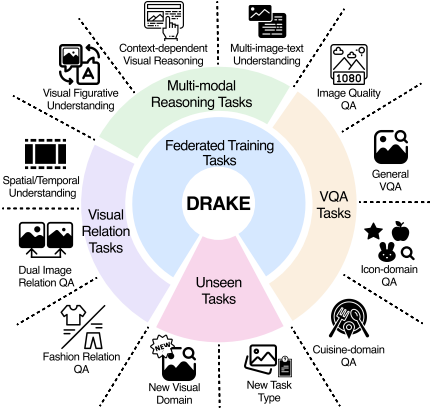 Context-dependent
Visual Reasoning
Multi-image-text
Understanding
Visual Figurative
Understanding
A
1080
Image Quality
QA
Multi-modal
Reasoning Tasks
Federated Training
Tasks
General
VQA
Spatial/Temporal
Understanding
DRAKE
Visual
Relation
Tasks
VQA
Tasks
Dual Image
Relation QA
Icon-domain
QA
Unseen
Tasks
Fashion Relation
QA
Cuisine-domain
QA
NEW
New Visual
Domain
New Task
Type